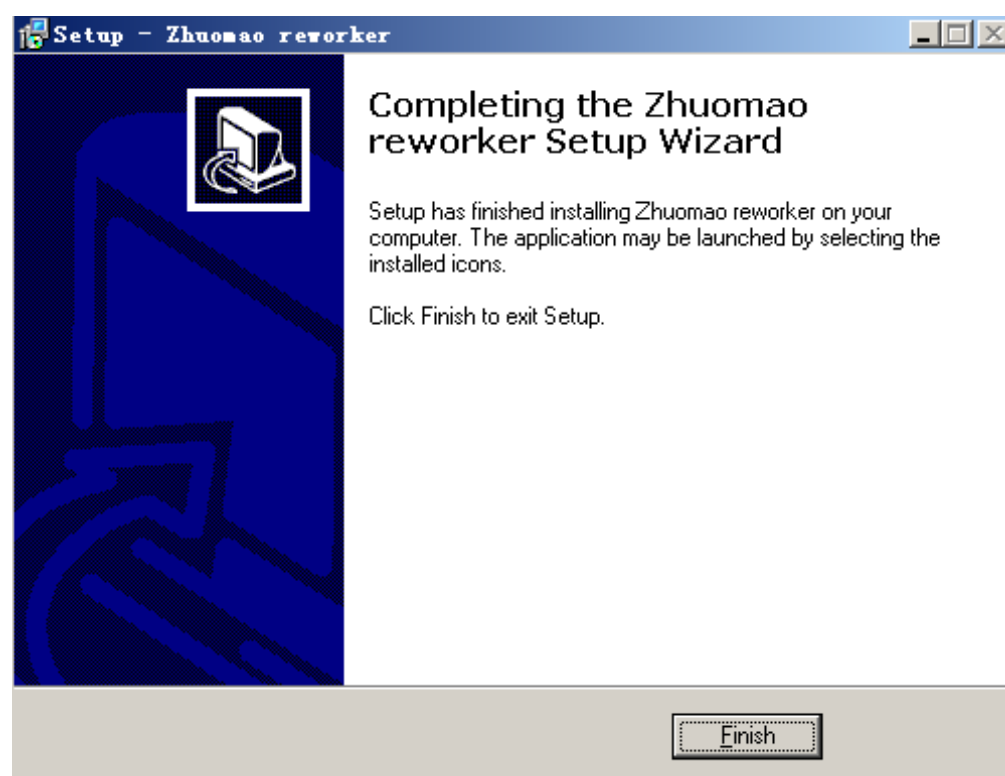 Setup - Zhuomao reworker
Completing the Zhuomao
reworker Setup Wizard
Setup has finished installing Zhuomao reworker on your
computer. The application may be launched by selecting the
installed icons.
Click Finish to exit Setup.
Finish